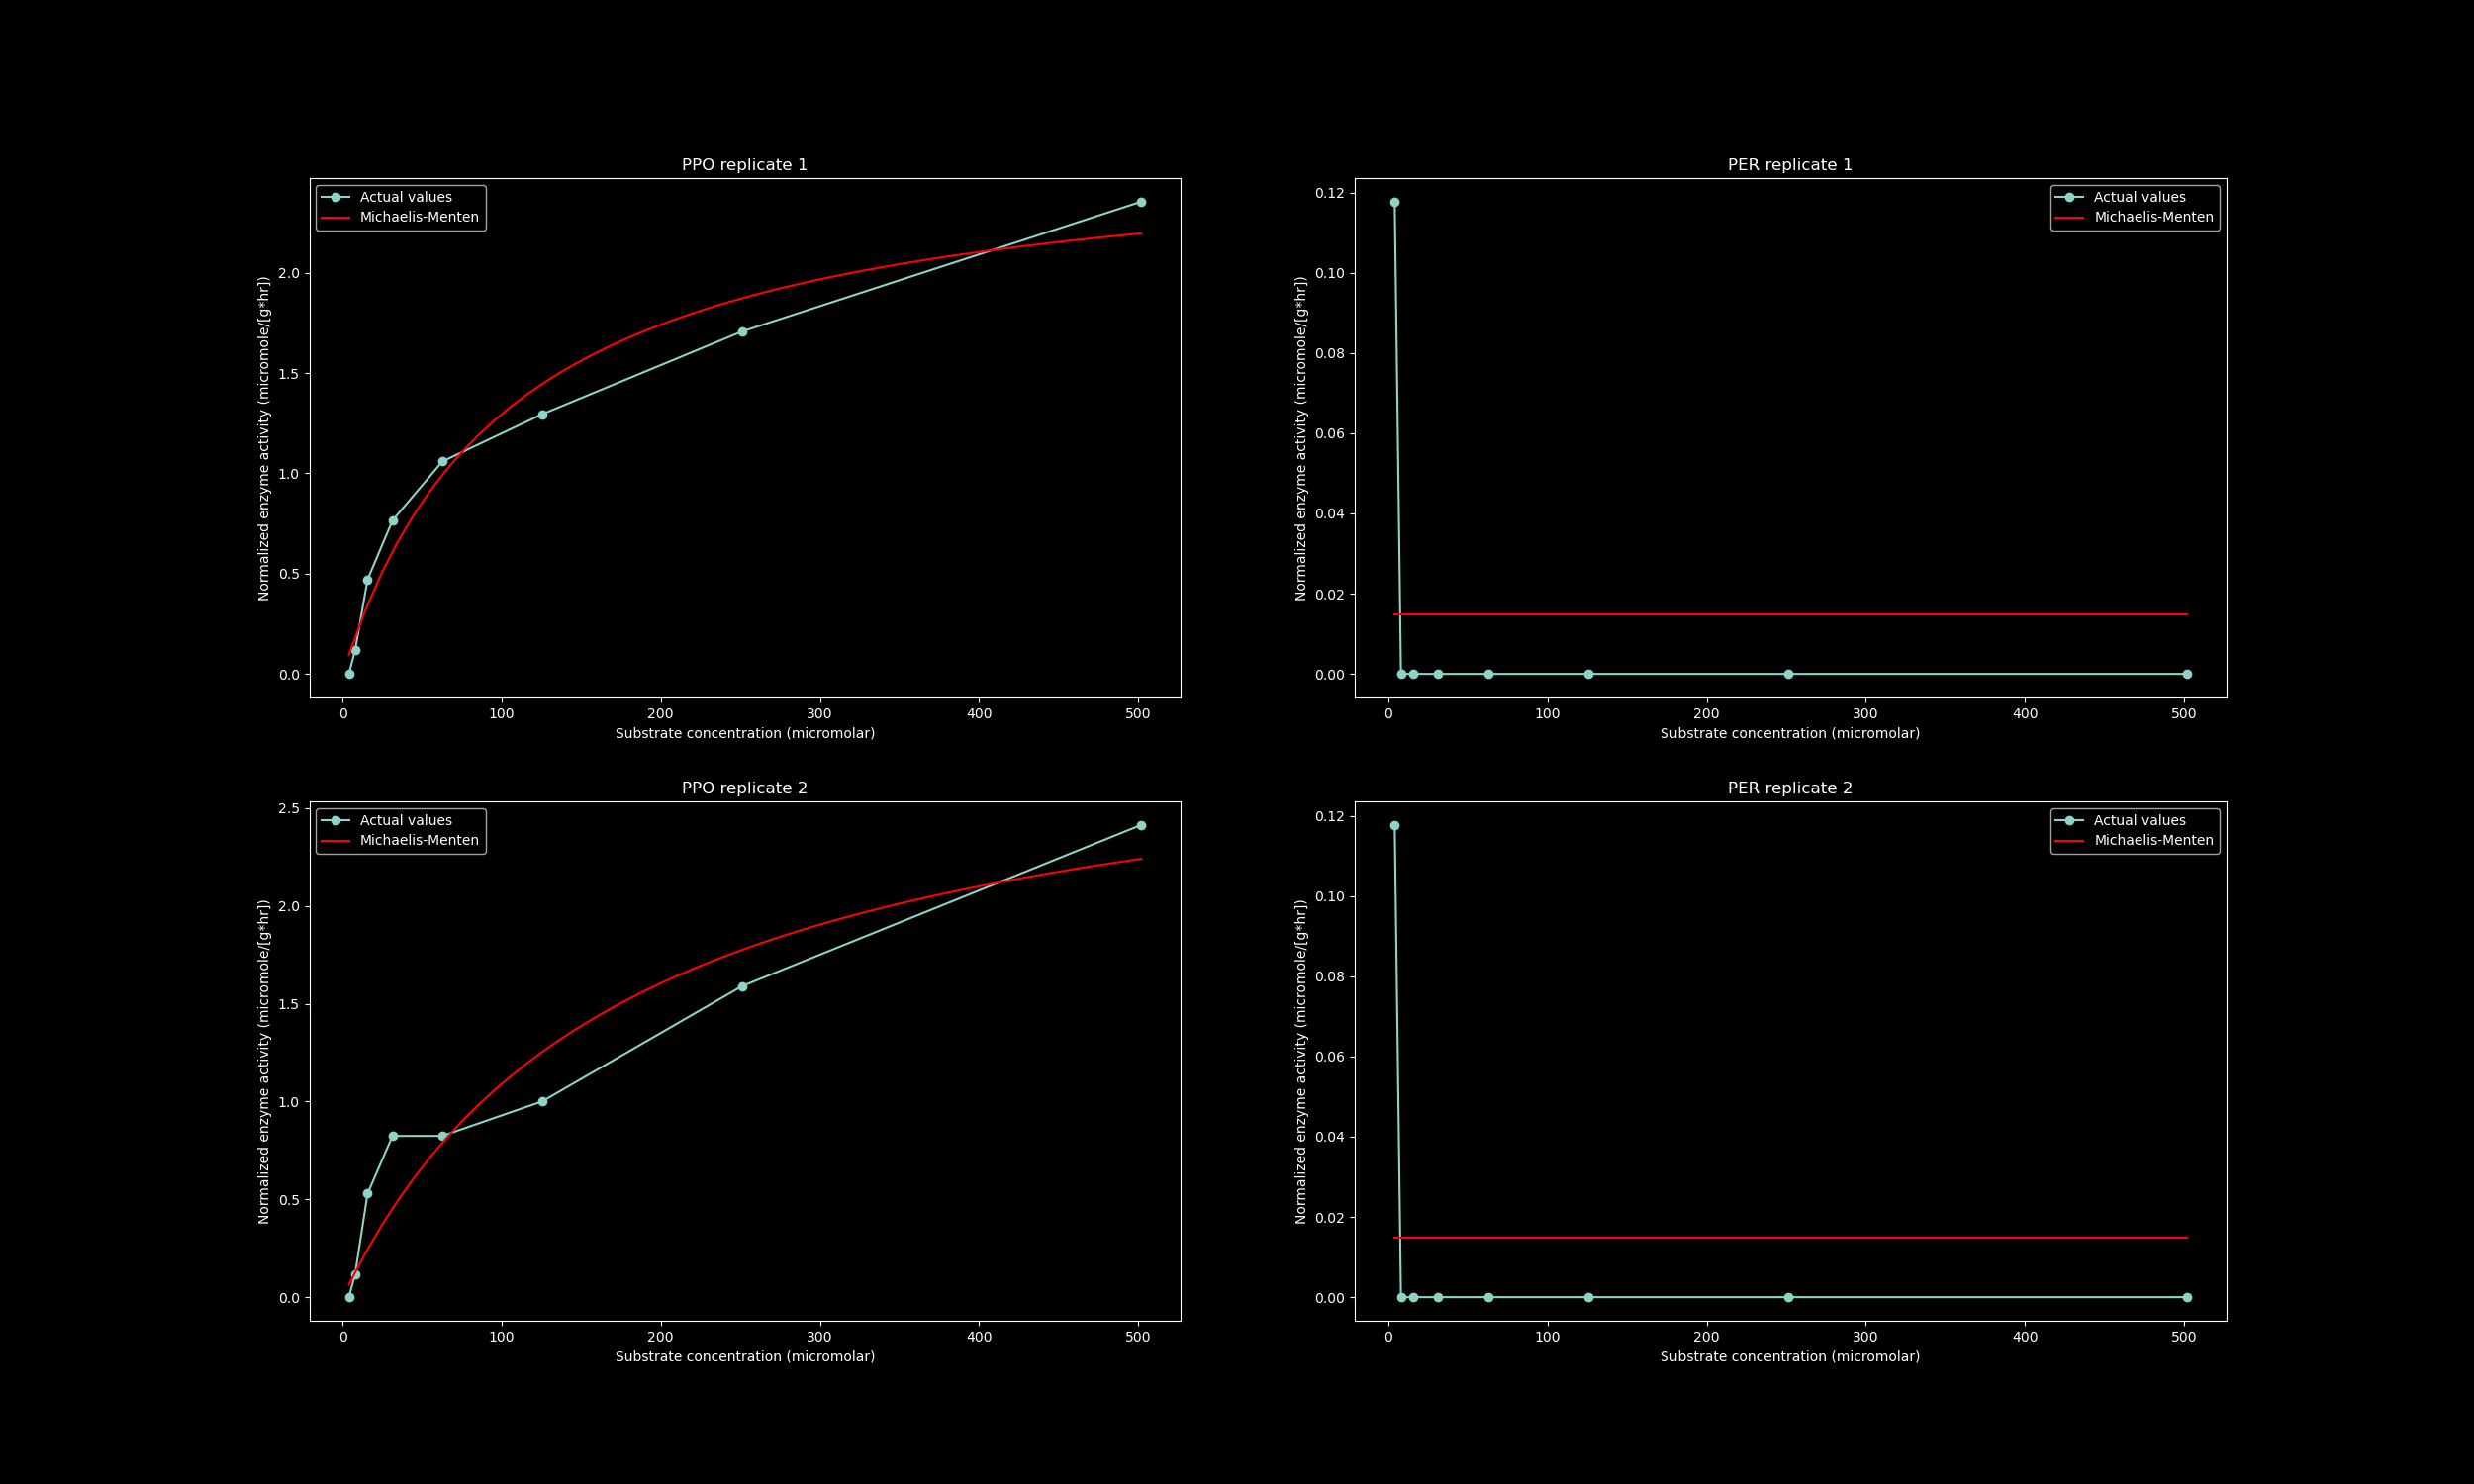 PPO replicate 1
Actual values
Michaelis-Menten
Normalized enzyme activity (micromole/[g*hr])
2.0
1.5
1.0
0.5
0.0
0 100 200 300 400 500
Substrate concentration (micromolar)
PER replicate 1
Actual values
Michaelis-Menten
Normalized enzyme activity (micromole/[g*hr])
0.12
0.10
0.08
0.06
0.04
0.02
0.00
0 100 200 300 400 500
Substrate concentration (micromolar)
PPO replicate 2
Actual values
Michaelis-Menten
Normalized enzyme activity (micromole/[g*hr])
2.5
2.0
1.5
1.0
0.5
0.0
0 100 200 300 400 500
Substrate concentration (micromolar)
PER replicate 2
Actual values
Michaelis-Menten
Normalized enzyme activity (micromole/[g*hr])
0.12
0.10
0.08
0.06
0.04
0.02
0.00
0 100 200 300 400 500
Substrate concentration (micromolar)